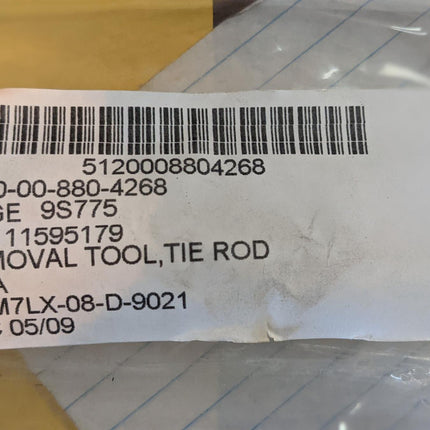 5120008804268
0-00-880-4268
GE 9S775
11595179
MOVAL TOOL,TIE ROD
A
M7LX-08-D-9021
05/09